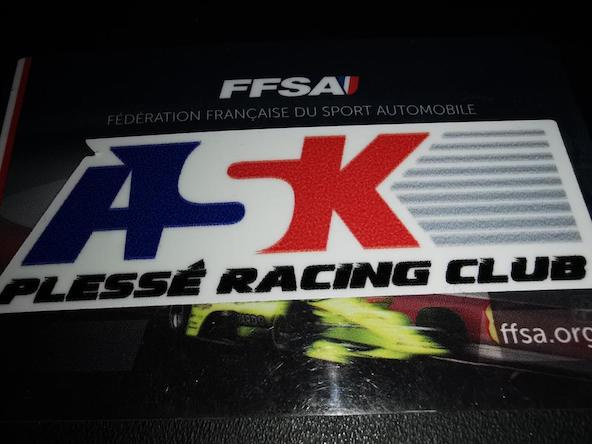 FFSA
FÉDÉRATION FRANÇAISE DU SPORT AUTOMOBILE
ASK
PLESSÉ RACING CLUB
ffsa.org